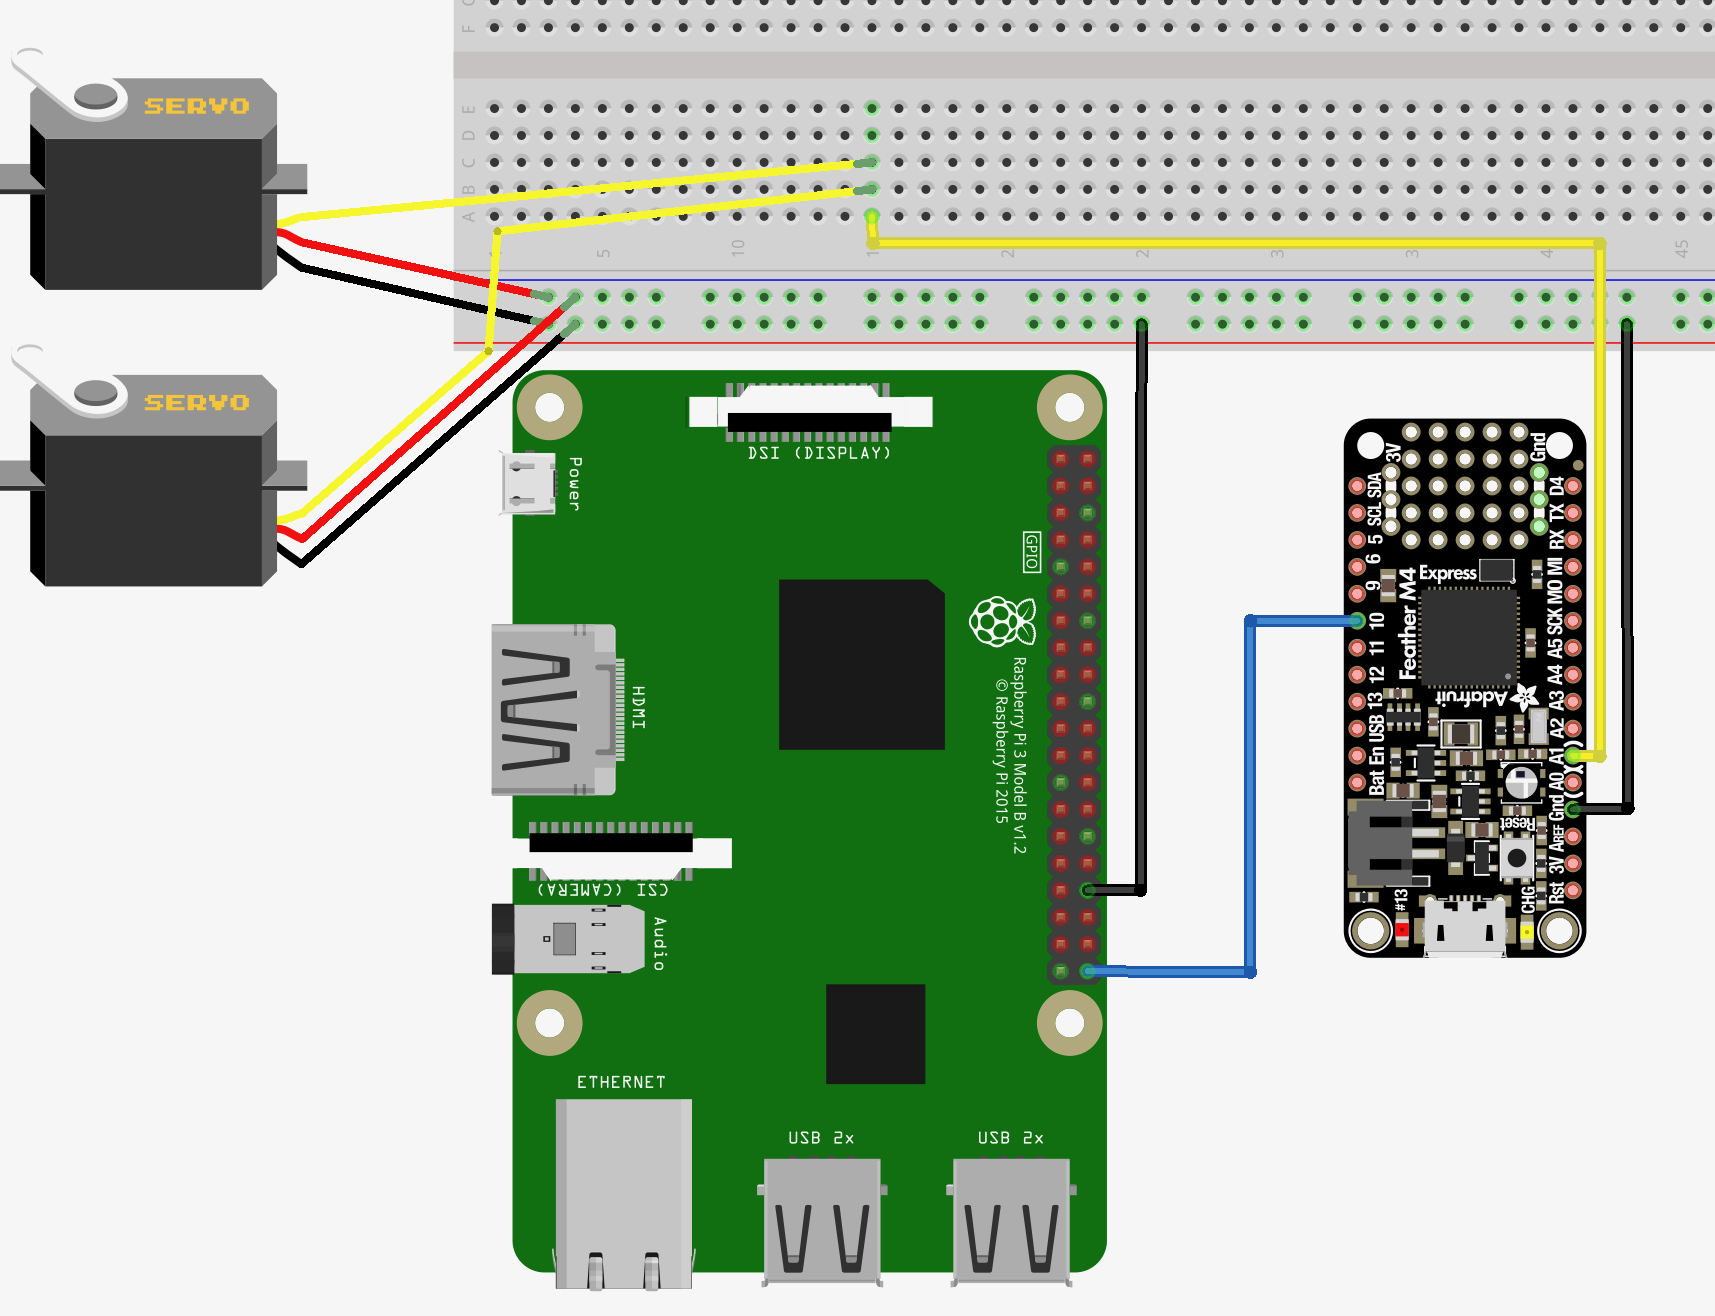 F
SERVO
E
D
C
B
A
5
10
1
2
2
3
3
4
45
SERVO
DSI (DISPLAY)
Power
GPIO
HDMI
Raspberry Pi 3 Model B v1.2
© Raspberry Pi 2015
CSI (CAMERA)
Audio
ETHERNET
USB 2x
USB 2x
3V
Gnd
SDA
SCL
5
6
9
10
11
12
13
USB
En
Bat
D4
TX
RX
MI
MO
SCK
A5
A4
A3
A2
A1
A0
Gnd
AREF
3V
Rst
Feather M4
Express
Adafruit
Reset
#13
CHG